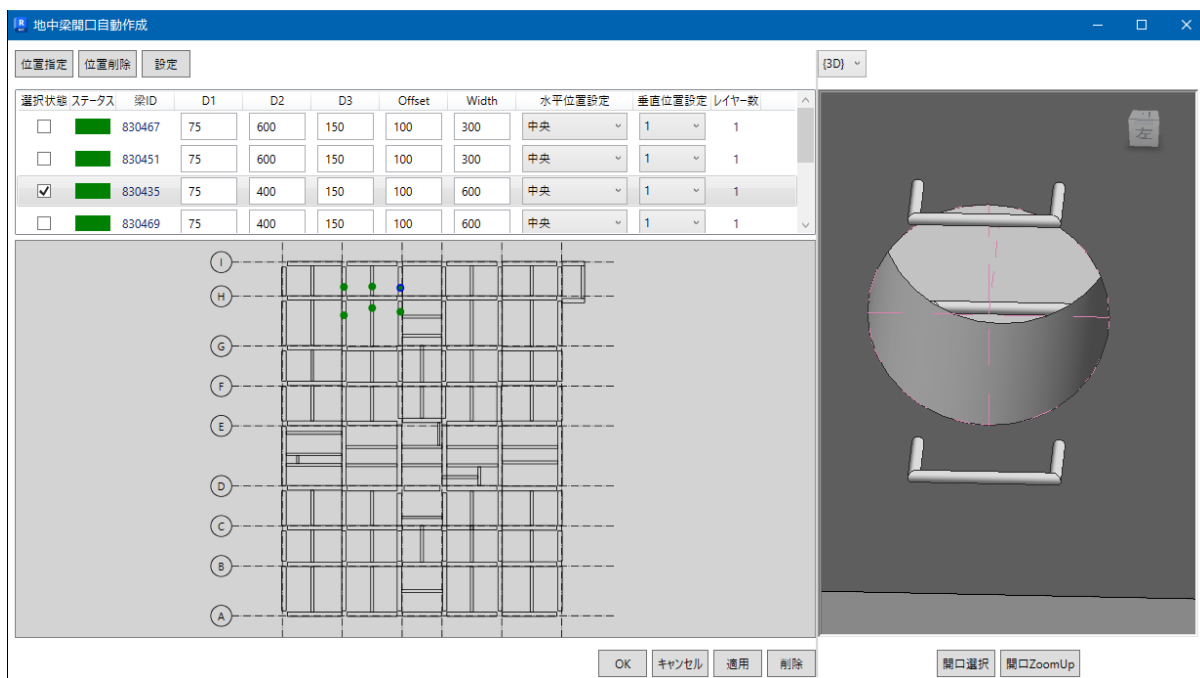 地中梁開口自動作成
位置指定 位置削除 設定 {3D}
選択状態 ステータス 梁ID D1 D2 D3 Offset Width 水平位置設定 垂直位置設定 レイヤー数
830467 75 600 150 100 300 中央 1 1
830451 75 600 150 100 300 中央 1 1
830435 75 400 150 100 600 中央 1 1
830469 75 400 150 100 600 中央 1 1
左
I
H
G
F
E
D
C
B
A
OK キャンセル 適用 削除 開口選択 開口ZoomUp